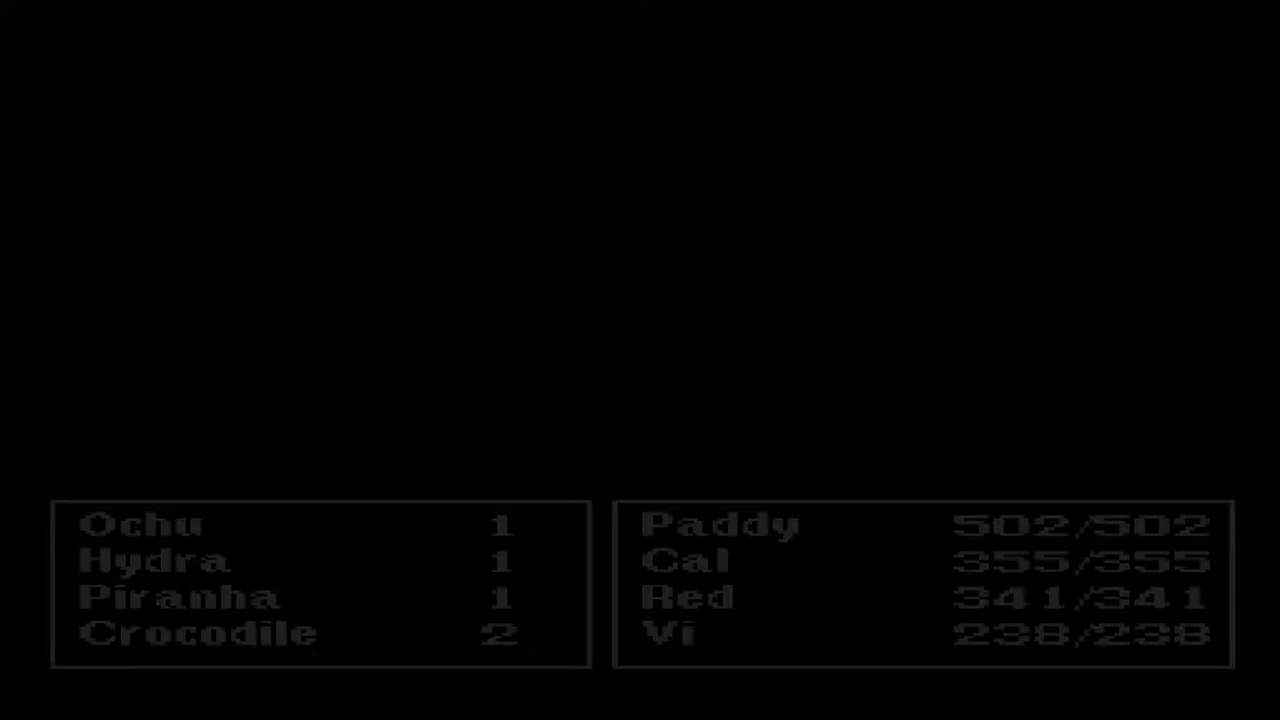 Ochu 1
Hydra 1
Piranha 1
Crocodile 2
Paddy 502/502
Cal 355/355
Red 341/341
Vi 238/238